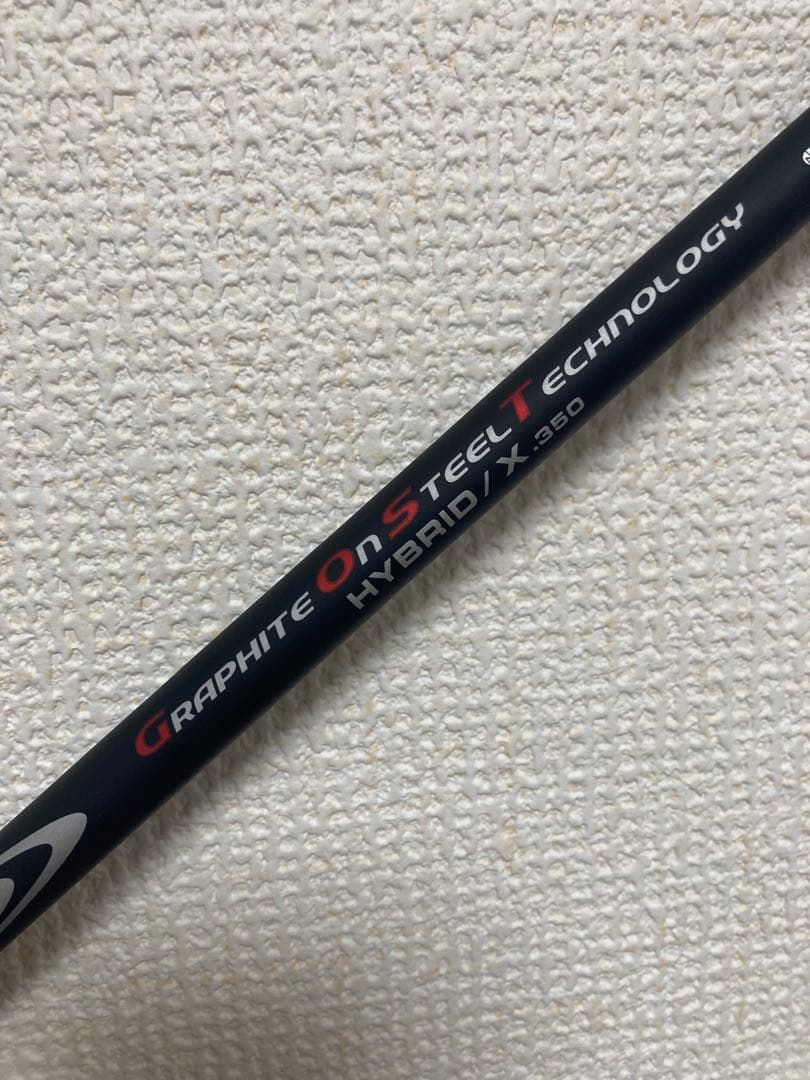 Graphite On Steel Technology
HYBRID / X .350